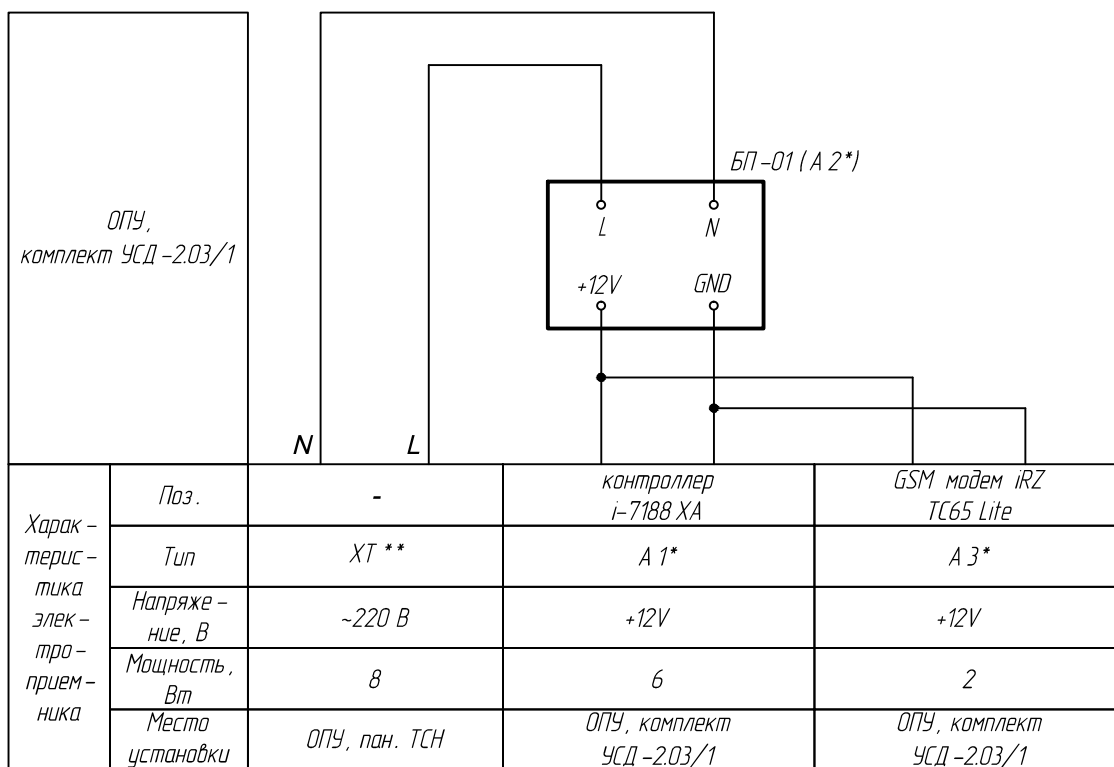 ОПУ,
комплект УСД-2.03/1
БП-01 (А 2*)
L N
+12V GND
N L
Харак-
терис-
тика
элек-
тро-
прием-
ника
Поз. - контроллер
i-7188 XA GSM модем iRZ
TC65 Lite
Тип ХТ ** А 1* А 3*
Напряже-
ние, В ~220 В +12V +12V
Мощность,
Вт 8 6 2
Место
установки ОПУ, пан. ТСН ОПУ, комплект
УСД-2.03/1 ОПУ, комплект
УСД-2.03/1